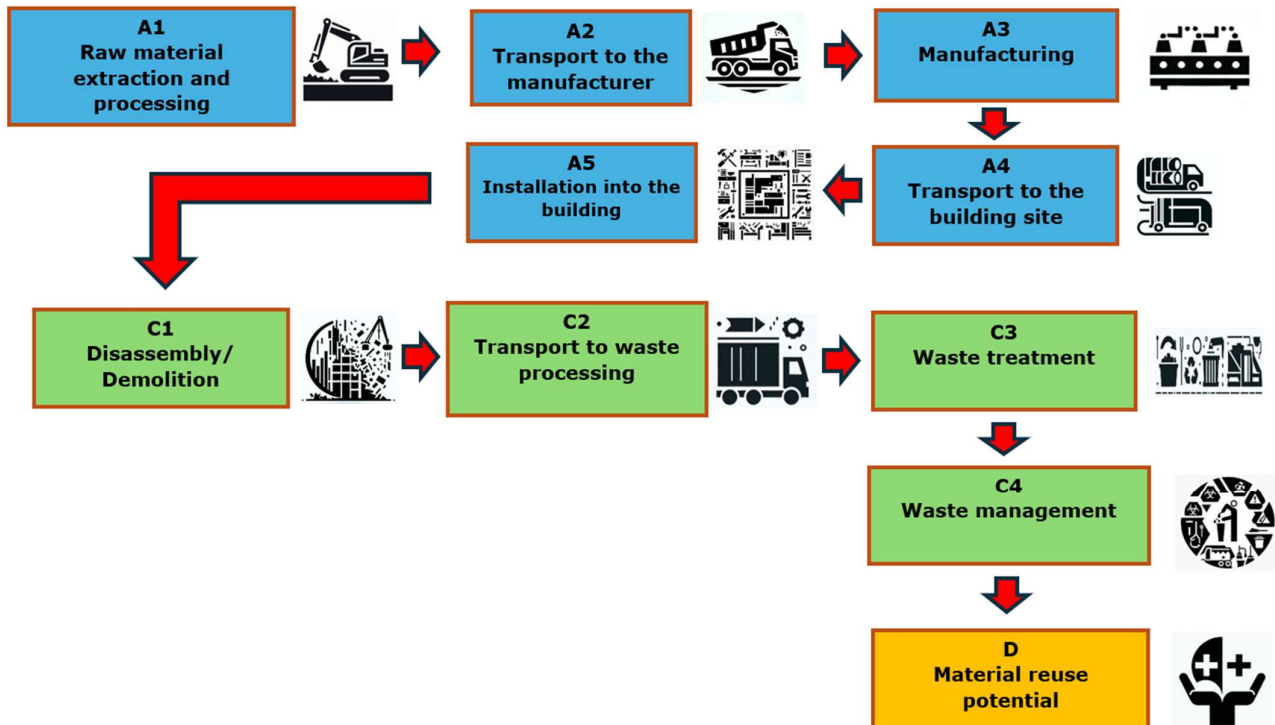 A1
Raw material
extraction and
processing
A2
Transport to the
manufacturer
A3
Manufacturing
A4
Transport to the
building site
A5
Installation into the
building
C1
Disassembly/
Demolition
C2
Transport to waste
processing
C3
Waste treatment
C4
Waste management
D
Material reuse
potential